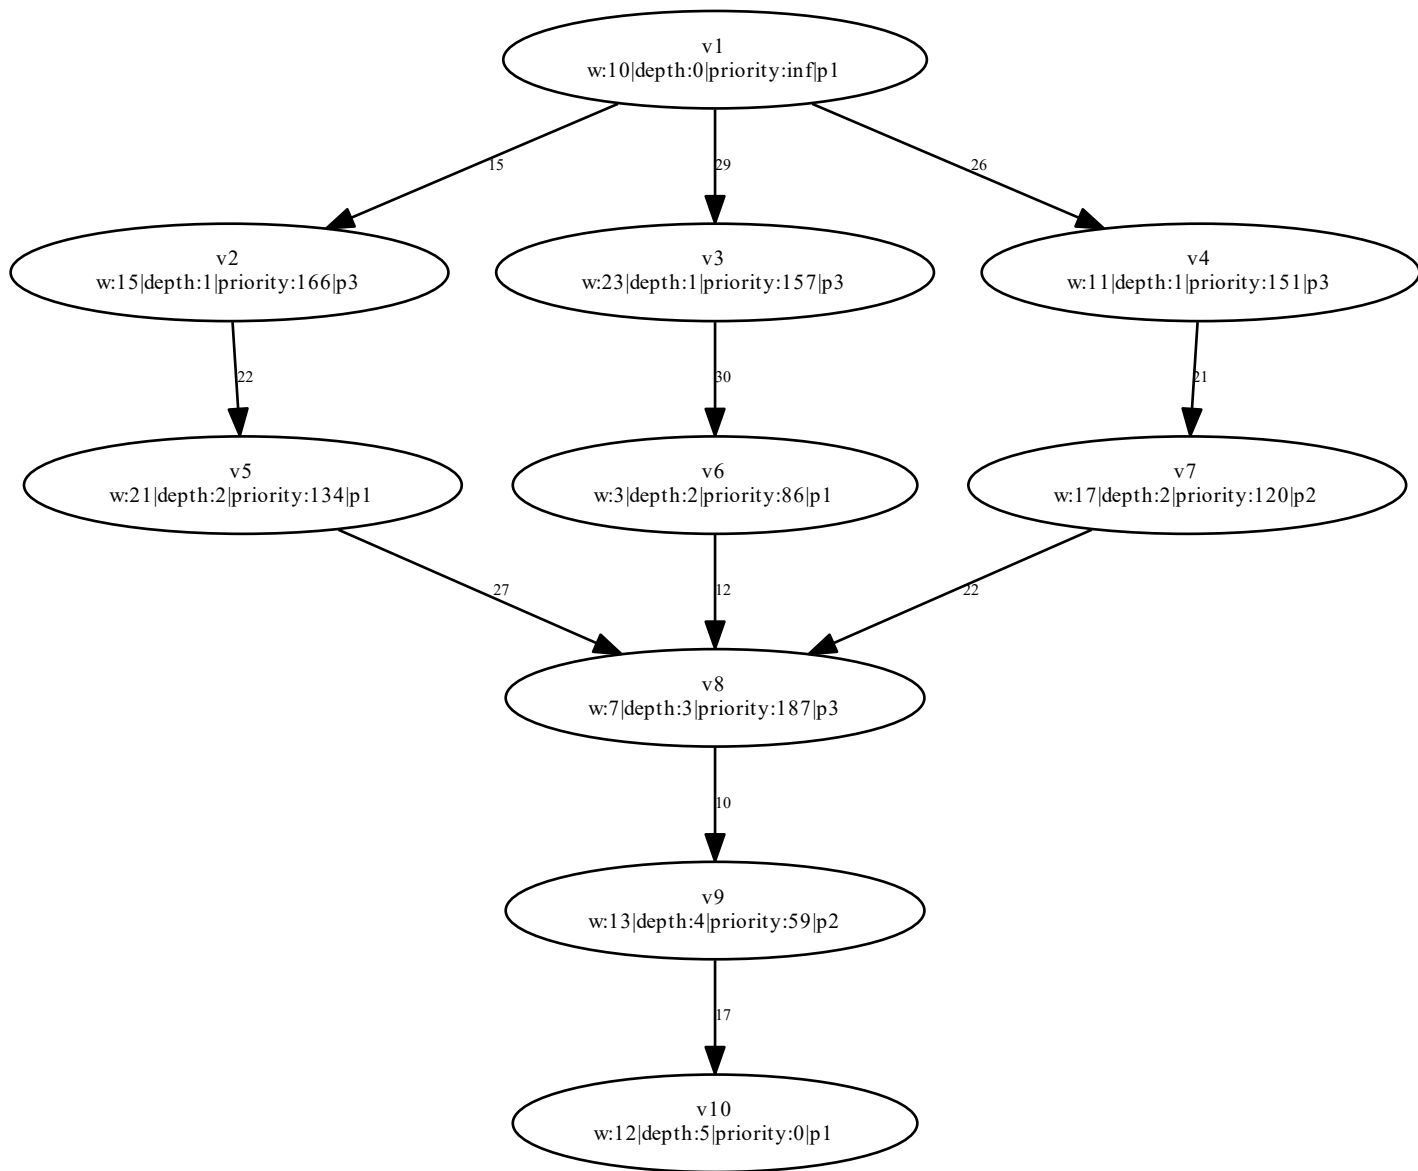 v1
w:10|depth:0|priority:inf|p1
15
29
26
v2
w:15|depth:1|priority:166|p3
v3
w:23|depth:1|priority:157|p3
v4
w:11|depth:1|priority:151|p3
22
30
21
v5
w:21|depth:2|priority:134|p1
v6
w:3|depth:2|priority:86|p1
v7
w:17|depth:2|priority:120|p2
27
12
22
v8
w:7|depth:3|priority:187|p3
10
v9
w:13|depth:4|priority:59|p2
17
v10
w:12|depth:5|priority:0|p1